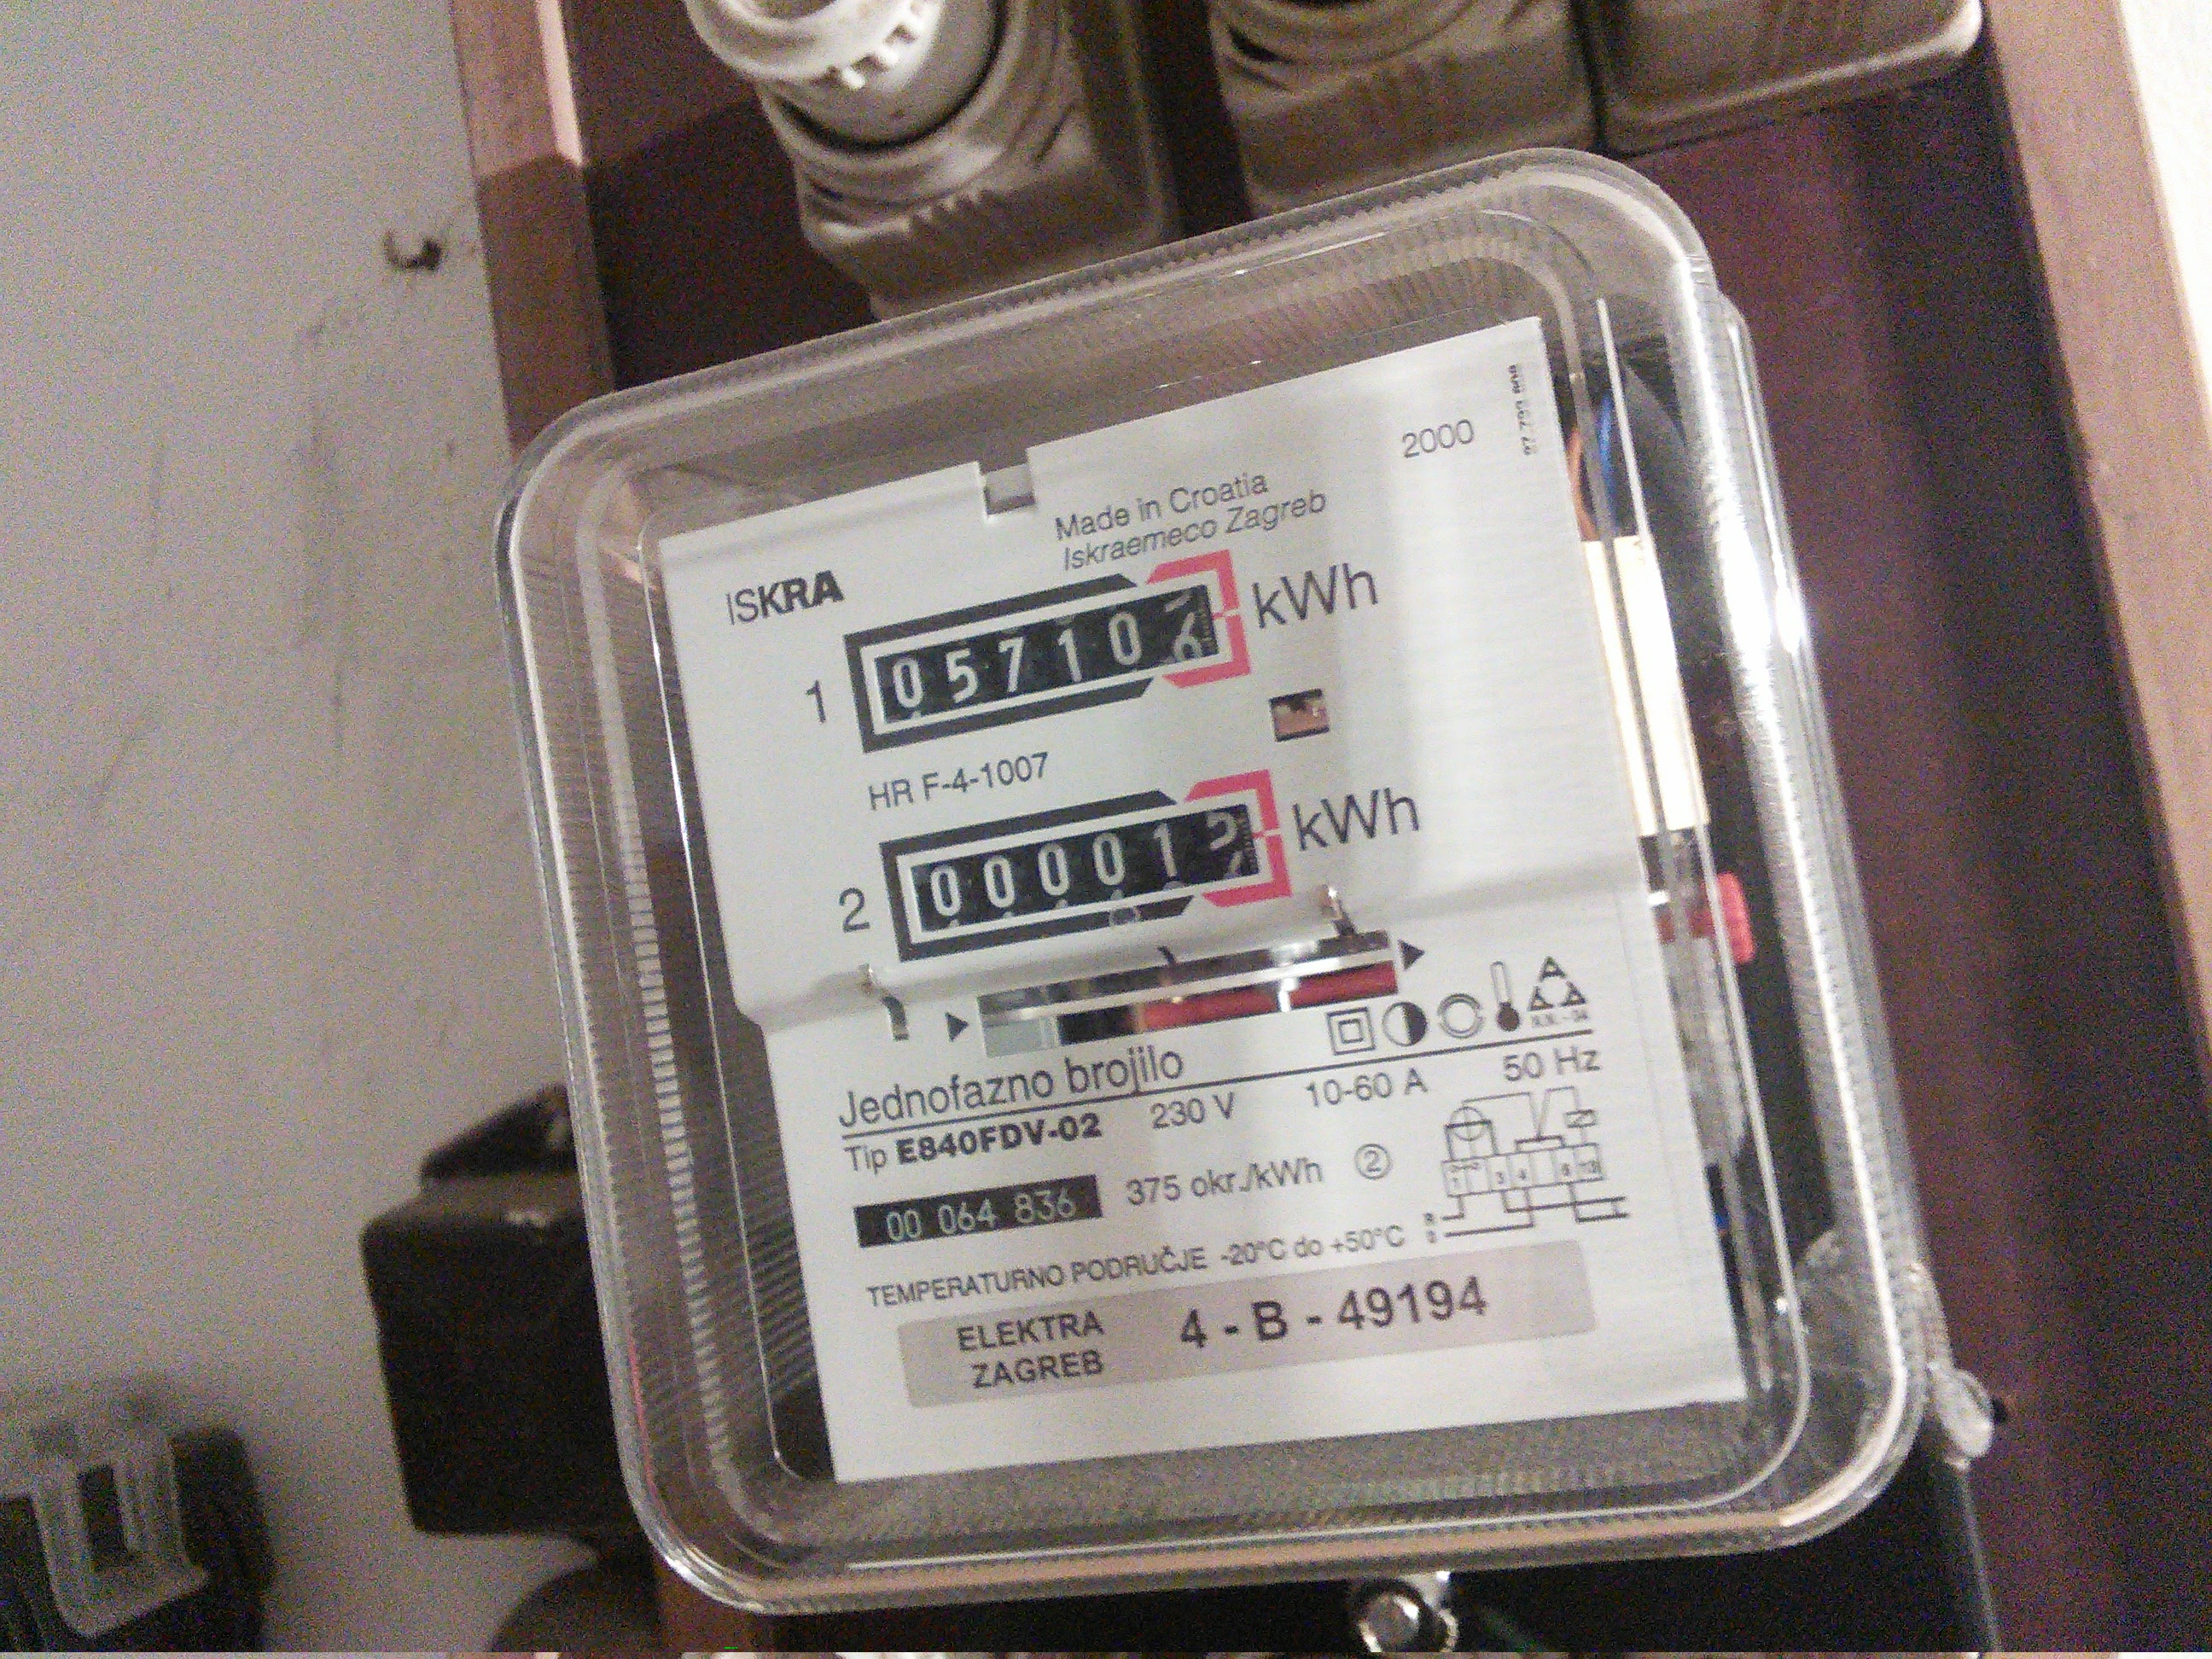 2000
Made in Croatia
Iskraemeco Zagreb
ISKRA
1 057106 kWh
HR F-4-1007
2 000012 kWh
Jednofazno brojilo
Tip E840FDV-02 230 V 10-60 A 50 Hz
00 064 836 375 okr./kWh 2
TEMPERATURNO PODRUČJE -20°C do +50°C
ELEKTRA
ZAGREB
4 - B - 49194